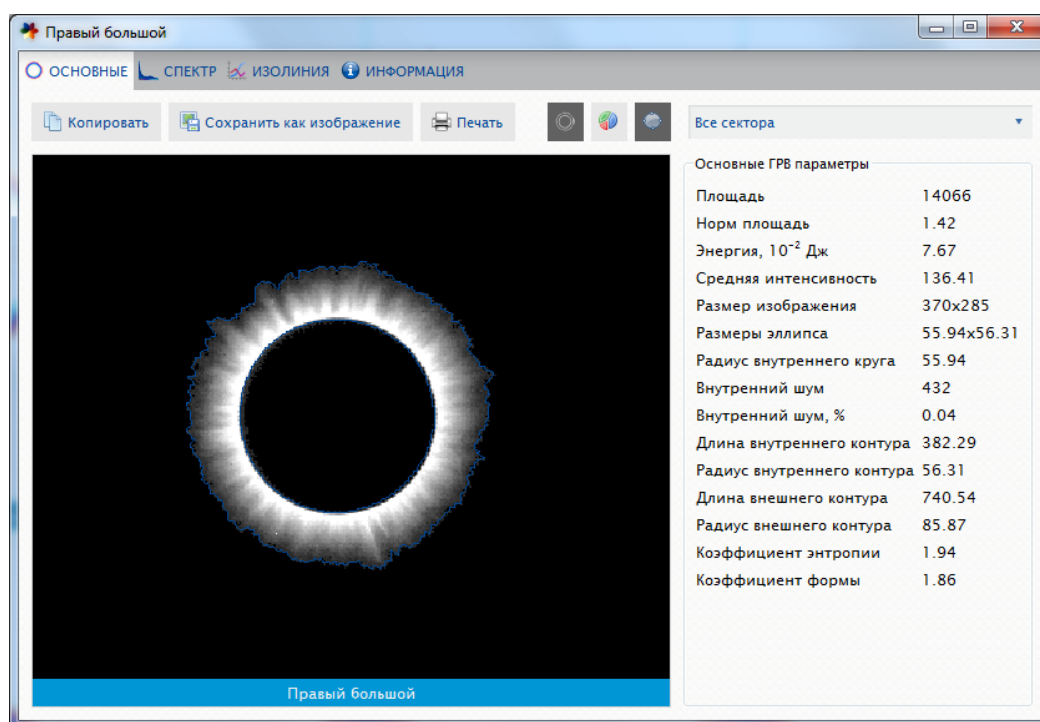 Правый большой
ОСНОВНЫЕ СПЕКТР ИЗОЛИНИЯ ИНФОРМАЦИЯ
Копировать Сохранить как изображение Печать Все сектора
Основные ГРВ параметры
Площадь 14066
Норм площадь 1.42
Энергия, 10⁻² Дж 7.67
Средняя интенсивность 136.41
Размер изображения 370x285
Размеры эллипса 55.94x56.31
Радиус внутреннего круга 55.94
Внутренний шум 432
Внутренний шум, % 0.04
Длина внутреннего контура 382.29
Радиус внутреннего контура 56.31
Длина внешнего контура 740.54
Радиус внешнего контура 85.87
Коэффициент энтропии 1.94
Коэффициент формы 1.86
Правый большой